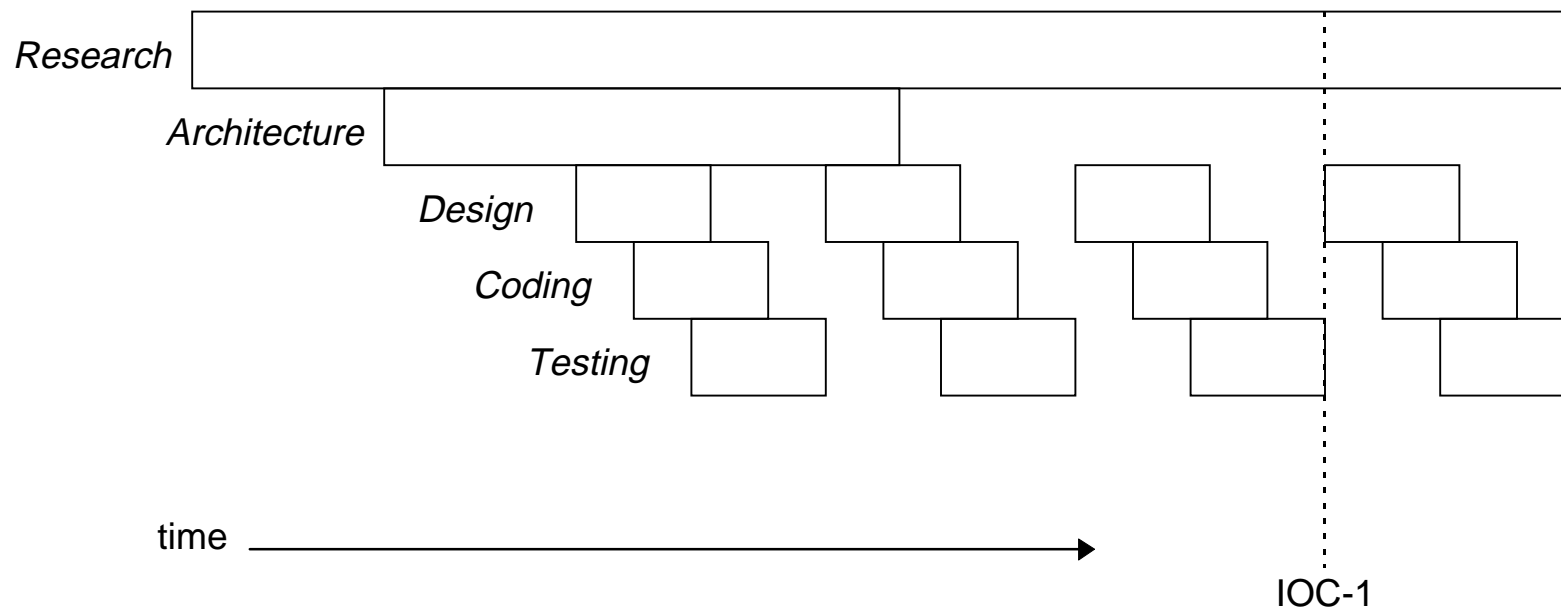 Research
Architecture
Design
Coding
Testing
time
IOC-1